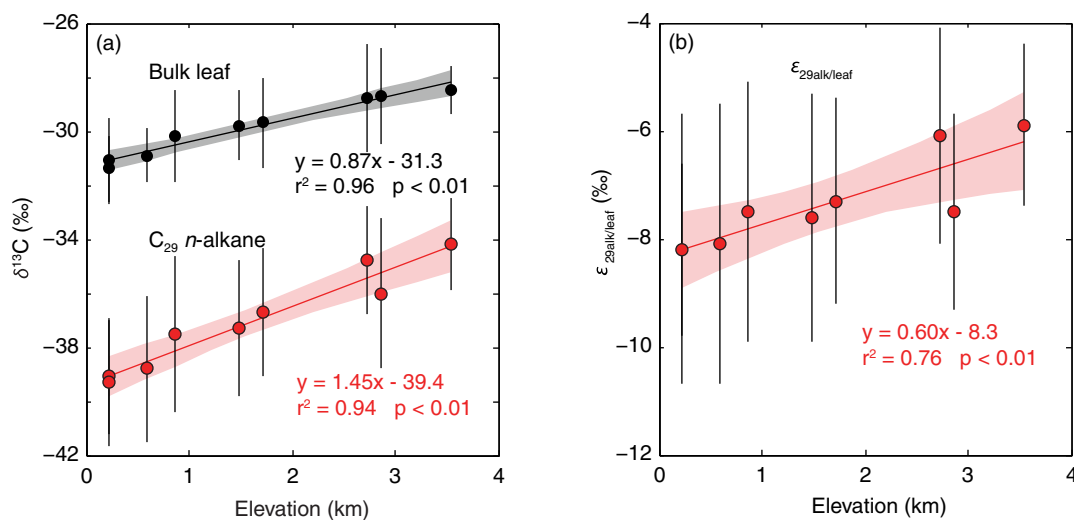 (a)
Bulk leaf
y = 0.87x - 31.3
r² = 0.96 p < 0.01
C₂₉ n-alkane
y = 1.45x - 39.4
r² = 0.94 p < 0.01
−26
−30
−34
−38
−42
δ¹³C (‰)
0 1 2 3 4
Elevation (km)
(b)
ε₂₉alk/leaf
y = 0.60x - 8.3
r² = 0.76 p < 0.01
−4
−6
−8
−10
−12
ε ₂₉alk/leaf (‰)
0 1 2 3 4
Elevation (km)